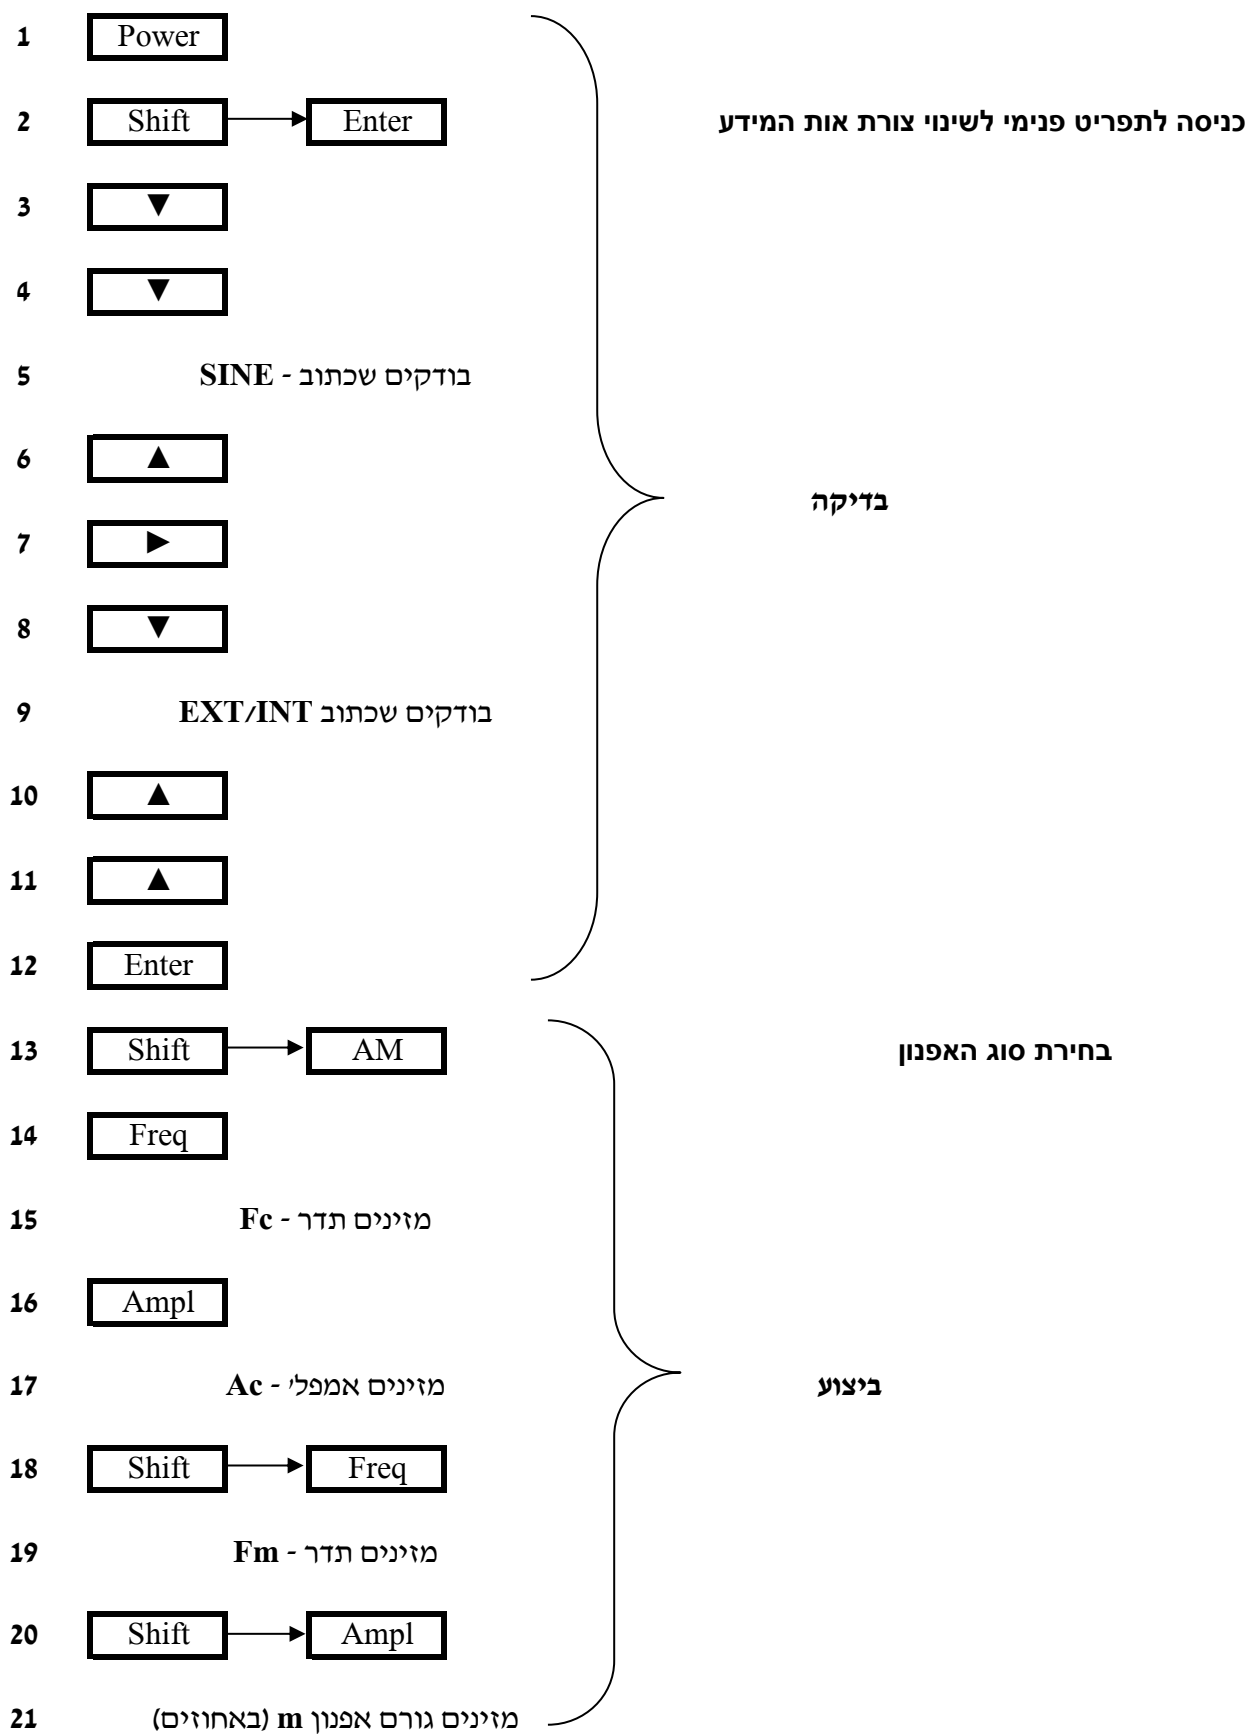 1 Power
2 Shift Enter כניסה לתפריט פנימי לשינוי צורת אות המידע
3 ▼
4 ▼
5 בודקים שכתוב - SINE
6 ▲
בדיקה
7 ►
8 ▼
9 בודקים שכתוב EXT/INT
10 ▲
11 ▲
12 Enter
13 Shift AM בחירת סוג האפנון
14 Freq
15 מזינים תדר - Fc
16 Ampl
17 מזינים אמפל' - Ac ביצוע
18 Shift Freq
19 מזינים תדר - Fm
20 Shift Ampl
21 מזינים גורם אפנון m (באחוזים)